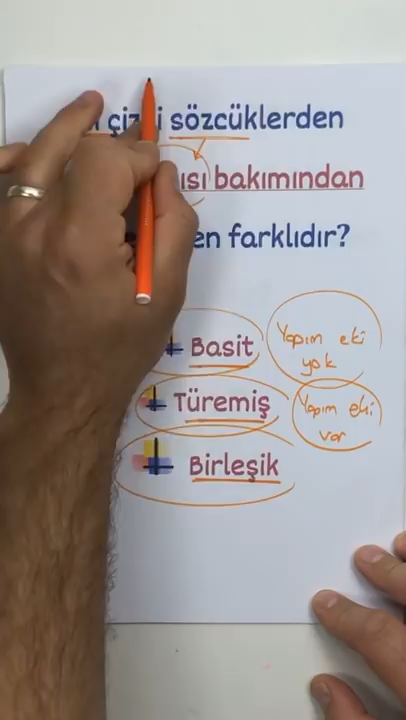 sözcüklerden
bakımından
farklıdır?
Basit
Yapım eki
yok
Türemiş
Yapım eki
var
Birleşik